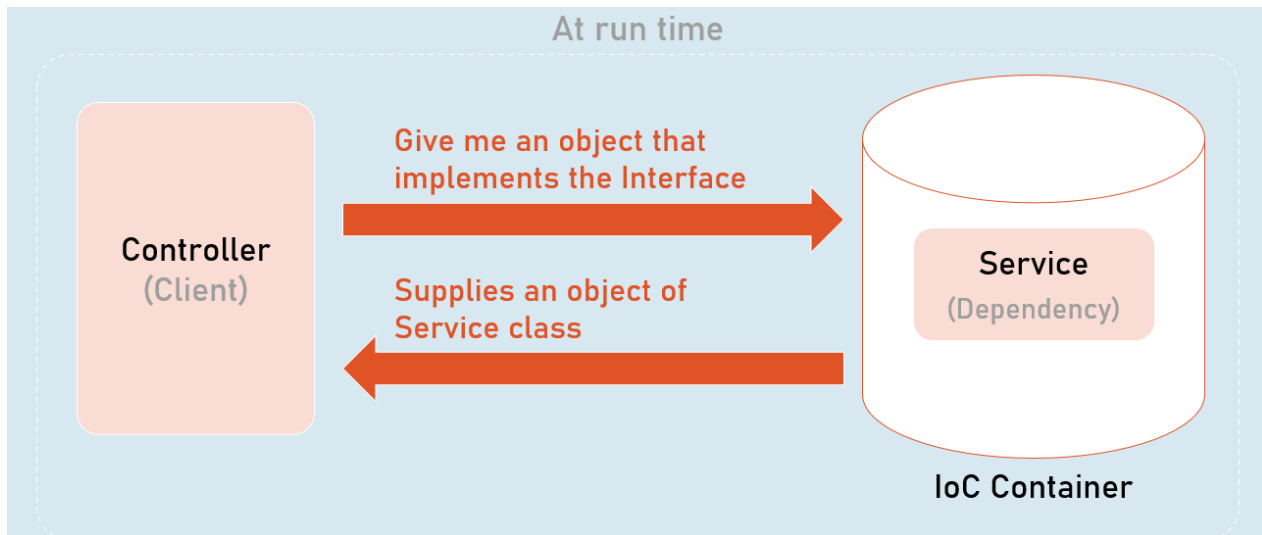 At run time
Controller
(Client)
Give me an object that
implements the Interface
Supplies an object of
Service class
Service
(Dependency)
IoC Container